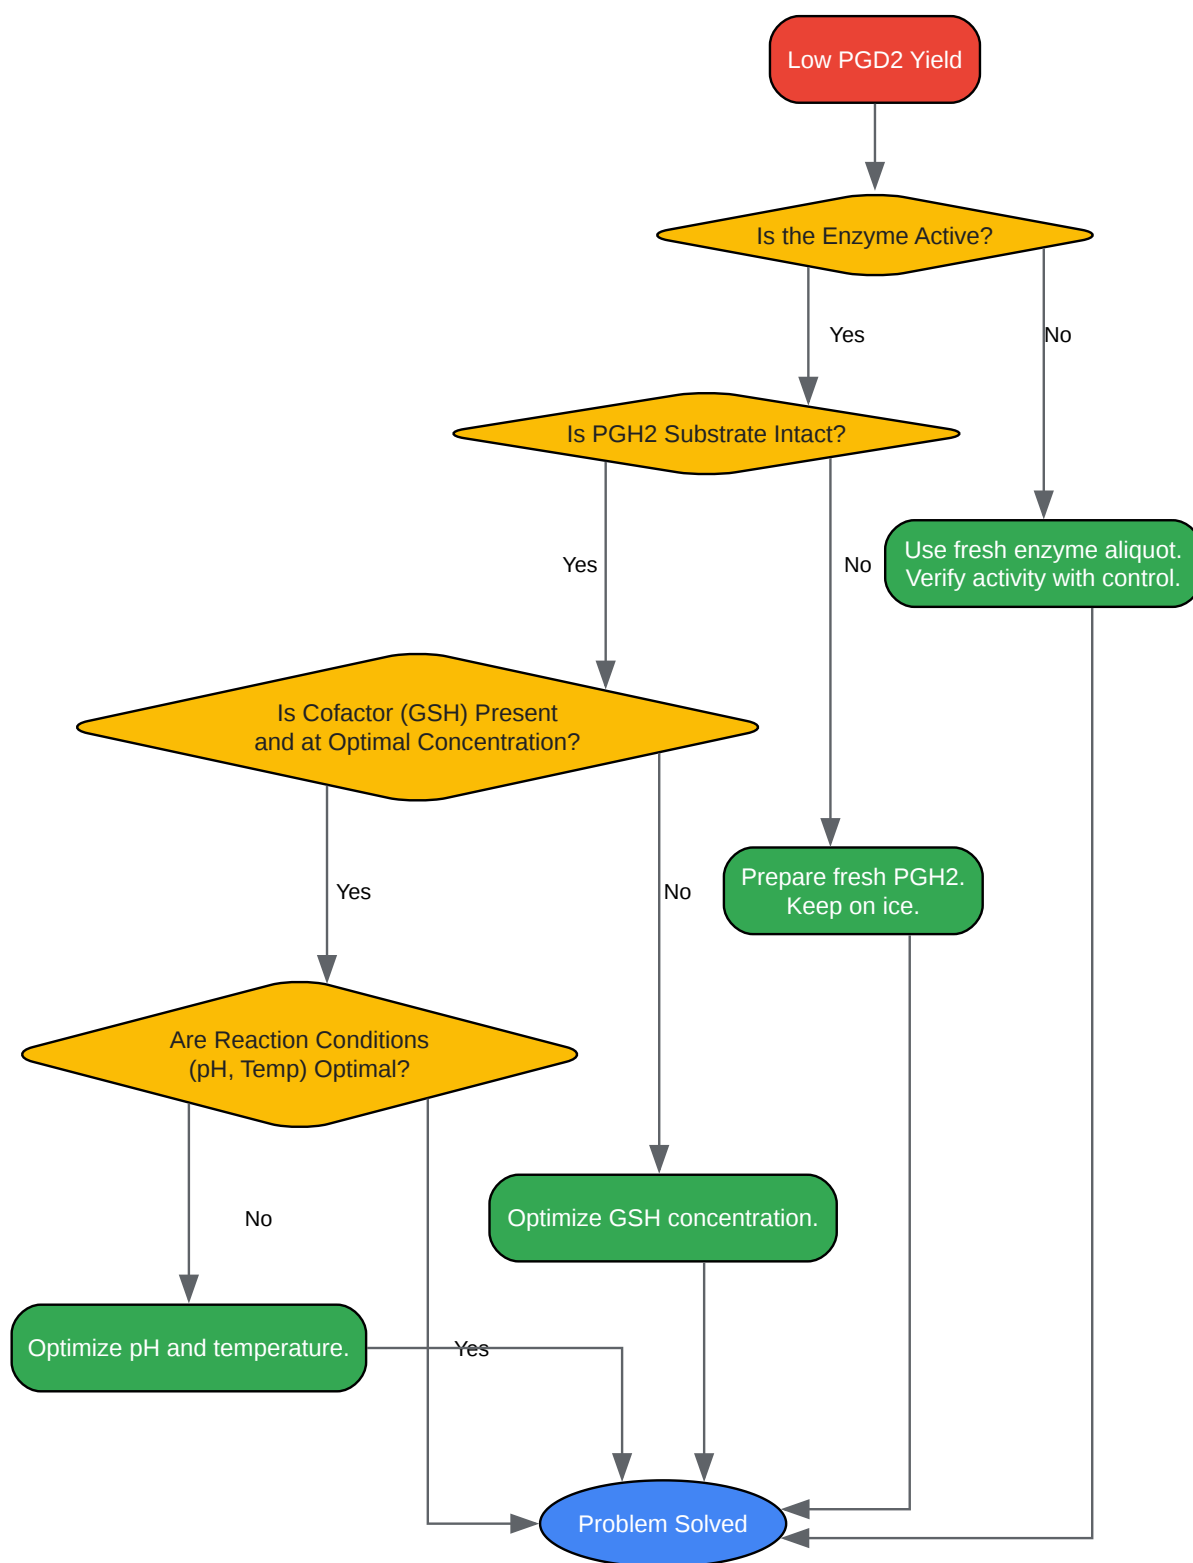 Low PGD2 Yield
Is the Enzyme Active?
Yes
No
Is PGH2 Substrate Intact?
Use fresh enzyme aliquot.
Verify activity with control.
Yes
No
Is Cofactor (GSH) Present
and at Optimal Concentration?
Prepare fresh PGH2.
Keep on ice.
Yes
No
Are Reaction Conditions
(pH, Temp) Optimal?
No
Optimize GSH concentration.
Optimize pH and temperature.
Yes
Problem Solved